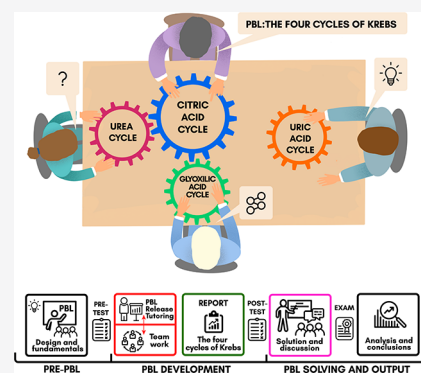 PBL:THE FOUR CYCLES OF KREBS
?
CITRIC
ACID
CYCLE
UREA
CYCLE
URIC ACID
CYCLE
GLYOXILIC
ACID
CYCLE
PBL
Design and
fundamentals
PRE-
TEST
PBL
Release
Tutoring
Team
work
REPORT
The four
cycles of Krebs
POST-
TEST
Solution and
discussion
EXAM
Analysis and
conclusions
PRE-PBL
PBL DEVELOPMENT
PBL SOLVING AND OUTPUT